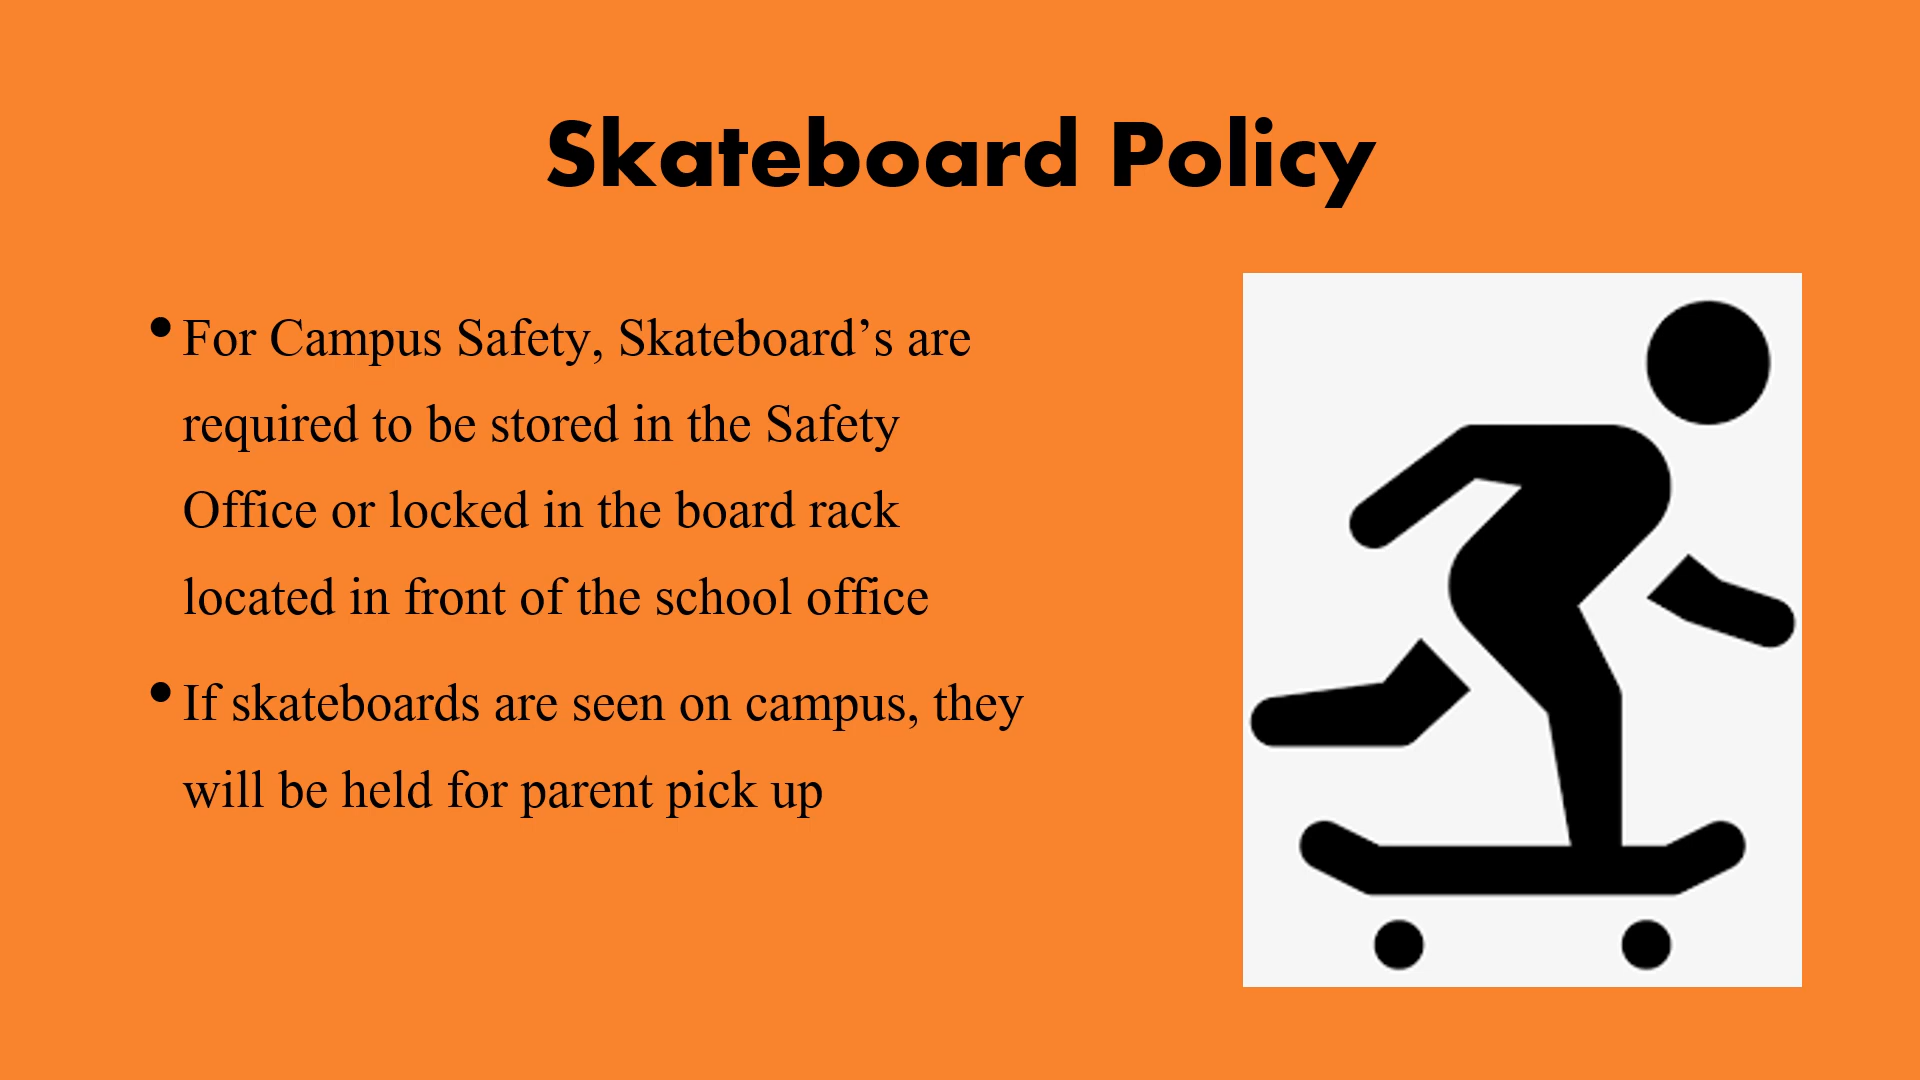 Skateboard Policy
• For Campus Safety, Skateboard’s are
required to be stored in the Safety
Office or locked in the board rack
located in front of the school office
• If skateboards are seen on campus, they
will be held for parent pick up